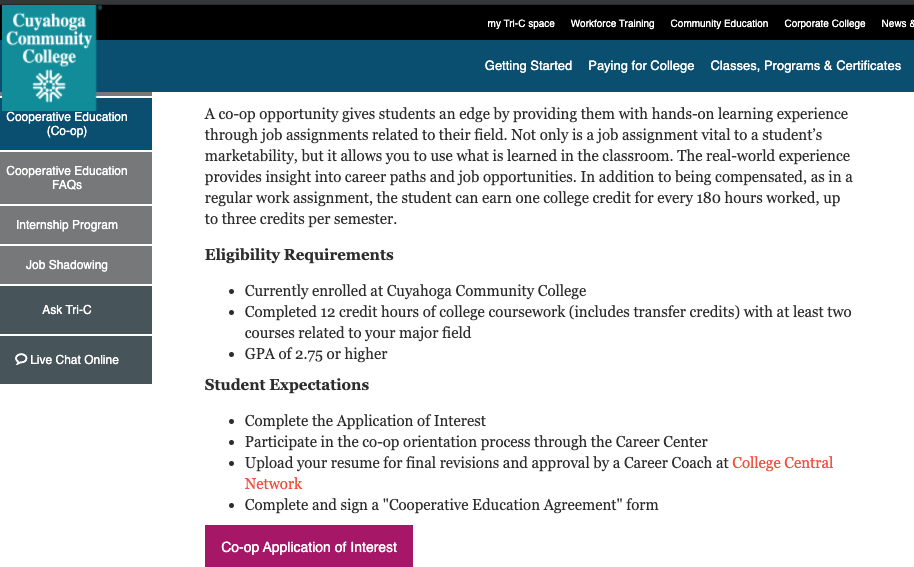 Cuyahoga
Community
College
my Tri-C space Workforce Training Community Education Corporate College News &
Getting Started Paying for College Classes, Programs & Certificates
Cooperative Education
(Co-op)
Cooperative Education
FAQs
Internship Program
Job Shadowing
Ask Tri-C
Live Chat Online
A co-op opportunity gives students an edge by providing them with hands-on learning experience
through job assignments related to their field. Not only is a job assignment vital to a student’s
marketability, but it allows you to use what is learned in the classroom. The real-world experience
provides insight into career paths and job opportunities. In addition to being compensated, as in a
regular work assignment, the student can earn one college credit for every 180 hours worked, up
to three credits per semester.
Eligibility Requirements
• Currently enrolled at Cuyahoga Community College
• Completed 12 credit hours of college coursework (includes transfer credits) with at least two
courses related to your major field
• GPA of 2.75 or higher
Student Expectations
• Complete the Application of Interest
• Participate in the co-op orientation process through the Career Center
• Upload your resume for final revisions and approval by a Career Coach at College Central
Network
• Complete and sign a "Cooperative Education Agreement" form
Co-op Application of Interest